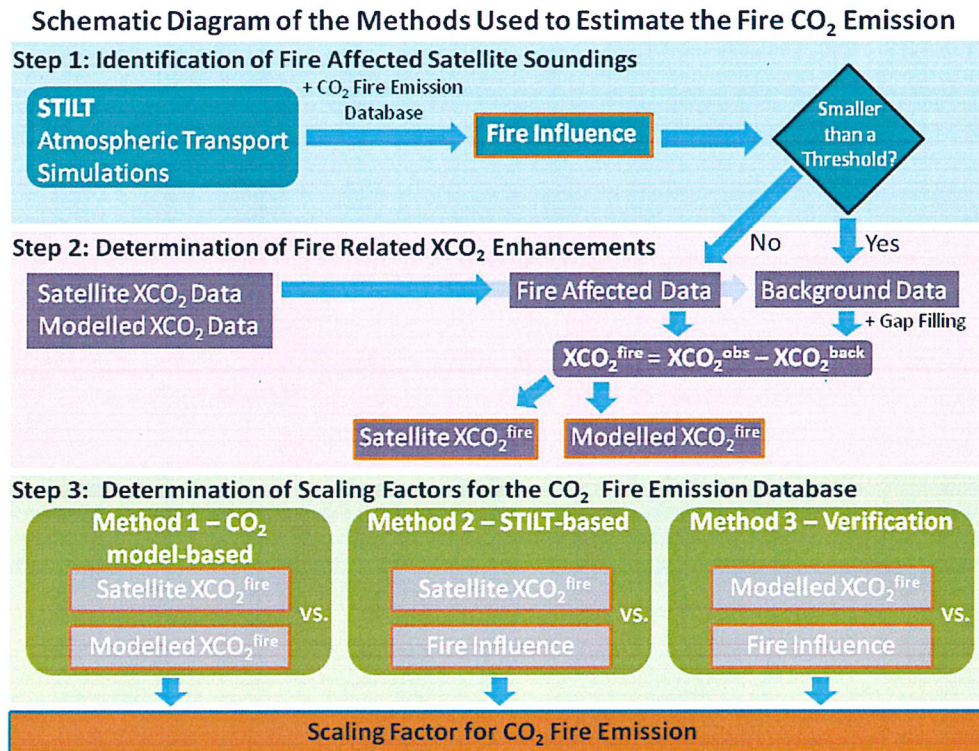 Schematic Diagram of the Methods Used to Estimate the Fire CO₂ Emission
Step 1: Identification of Fire Affected Satellite Soundings
STILT
Atmospheric Transport
Simulations
+ CO₂ Fire Emission
Database
Fire Influence
Smaller
than a
Threshold?
No
Yes
Step 2: Determination of Fire Related XCO₂ Enhancements
Satellite XCO₂ Data
Modelled XCO₂ Data
Fire Affected Data
Background Data
+ Gap Filling
XCO₂ᶠⁱʳᵉ = XCO₂ᵒᵇˢ – XCO₂ᵇᵃᶜᵏ
Satellite XCO₂ᶠⁱʳᵉ
Modelled XCO₂ᶠⁱʳᵉ
Step 3: Determination of Scaling Factors for the CO₂ Fire Emission Database
Method 1 – CO₂
model-based
Satellite XCO₂ᶠⁱʳᵉ
vs.
Modelled XCO₂ᶠⁱʳᵉ
Method 2 – STILT-based
Satellite XCO₂ᶠⁱʳᵉ
vs.
Fire Influence
Method 3 – Verification
Modelled XCO₂ᶠⁱʳᵉ
vs.
Fire Influence
Scaling Factor for CO₂ Fire Emission